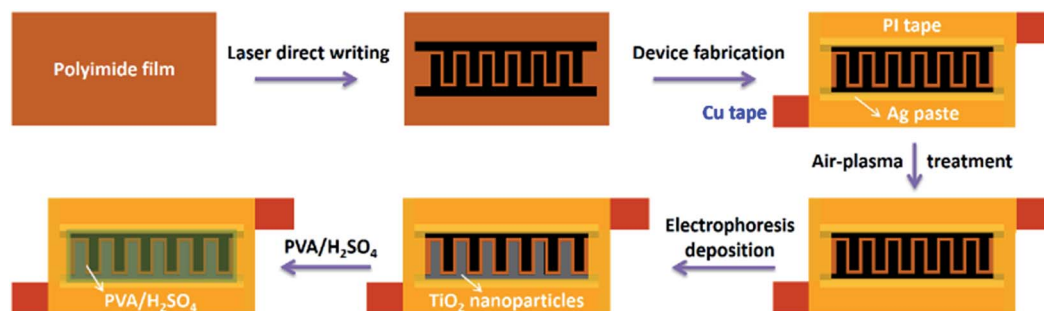 Polyimide film
Laser direct writing
Device fabrication
PI tape
Cu tape
Ag paste
Air-plasma treatment
Electrophoresis
deposition
TiO₂ nanoparticles
PVA/H₂SO₄
PVA/H₂SO₄